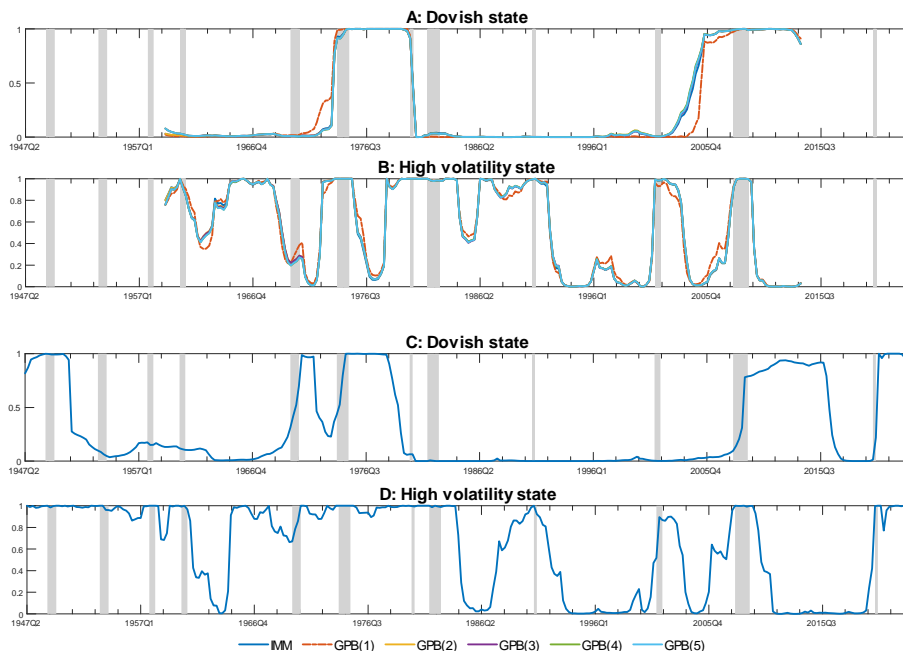 A: Dovish state
1
0.5
0
1947Q2 1957Q1 1966Q4 1976Q3 1986Q2 1996Q1 2005Q4 2015Q3
B: High volatility state
1
0.8
0.6
0.4
0.2
0
1947Q2 1957Q1 1966Q4 1976Q3 1986Q2 1996Q1 2005Q4 2015Q3
C: Dovish state
1
0.5
0
1947Q2 1957Q1 1966Q4 1976Q3 1986Q2 1996Q1 2005Q4 2015Q3
D: High volatility state
1
0.8
0.6
0.4
0.2
0
1947Q2 1957Q1 1966Q4 1976Q3 1986Q2 1996Q1 2005Q4 2015Q3
IMM GPB(1) GPB(2) GPB(3) GPB(4) GPB(5)